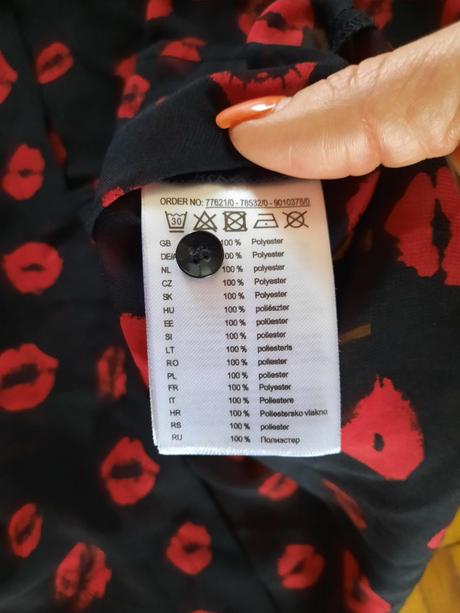 ORDER NO: 77621/0 - 78532/0 - 9010378/0
30
GB 100 % Polyester
DE/A 100 % Polyester
NL 100 % Polyester
CZ 100 % Polyester
SK 100 % Polyester
HU 100 % poliészter
EE 100 % polüester
SI 100 % poliester
LT 100 % poliesteris
RO 100 % poliester
PL 100 % poliester
FR 100 % Polyester
IT 100 % Poliestere
HR 100 % Poliestersko vlakno
RS 100 % poliester
RU 100 % Полиэстер